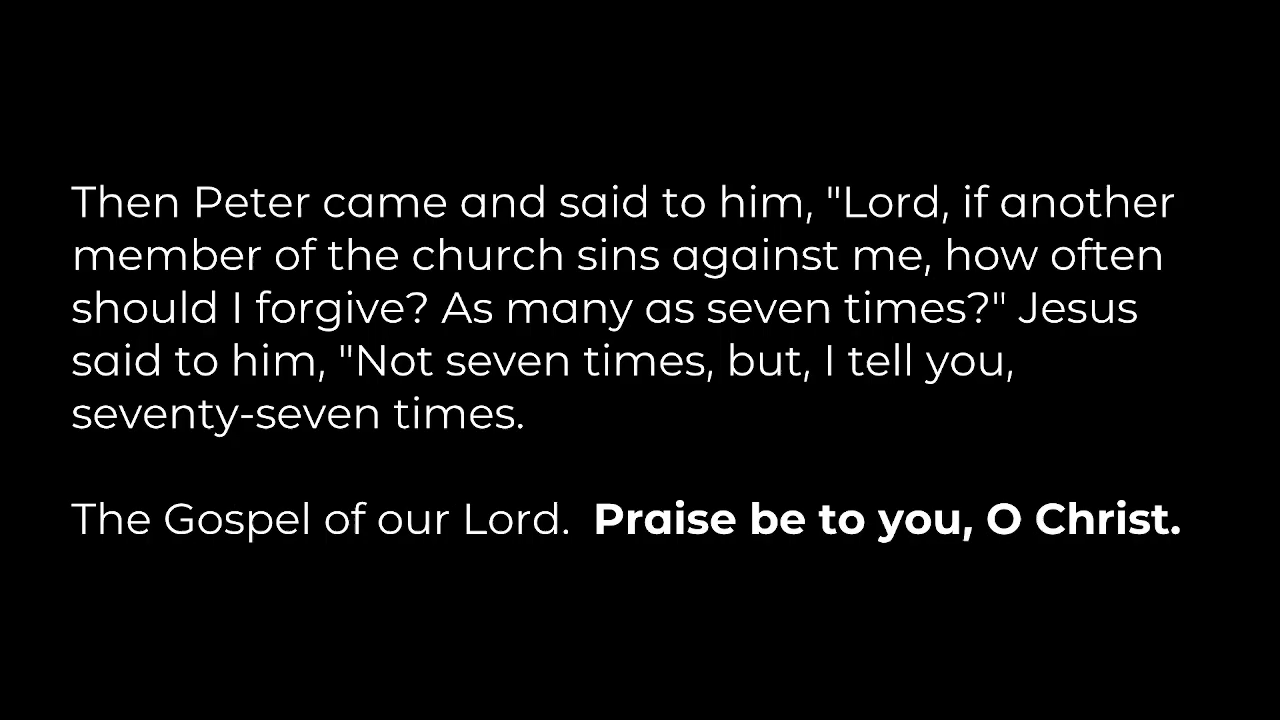 Then Peter came and said to him, "Lord, if another
member of the church sins against me, how often
should I forgive? As many as seven times?" Jesus
said to him, "Not seven times, but, I tell you,
seventy-seven times.
The Gospel of our Lord.  Praise be to you, O Christ.